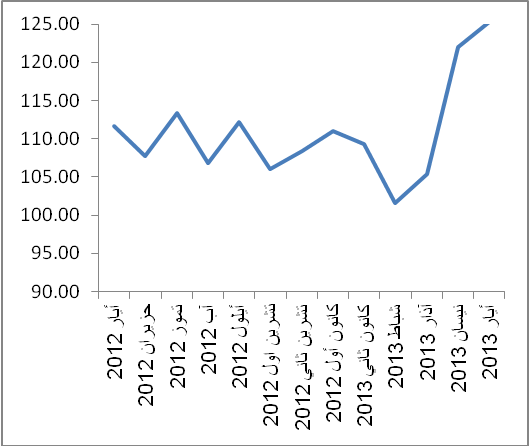 125.00
120.00
115.00
110.00
105.00
100.00
95.00
90.00
أيار 2012
حزيران 2012
تموز 2012
آب 2012
أيلول 2012
تشرين اول 2012
تشرين ثاني 2012
كانون أول 2012
كانون ثاني 2013
شباط 2013
آذار 2013
نيسان 2013
أيار 2013